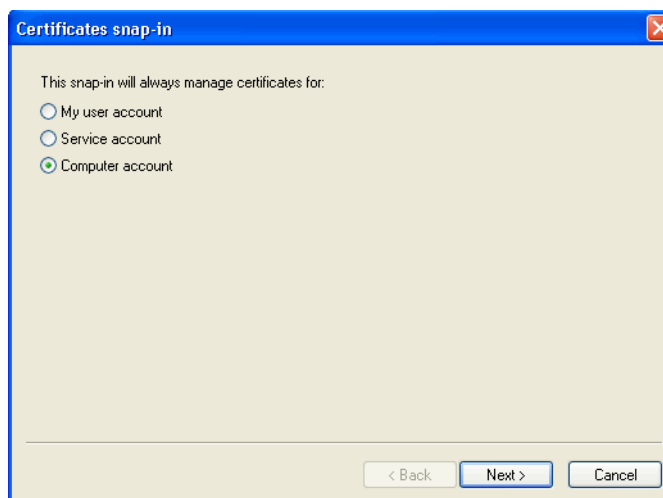 Certificates snap-in
This snap-in will always manage certificates for:
My user account
Service account
Computer account
< Back Next > Cancel